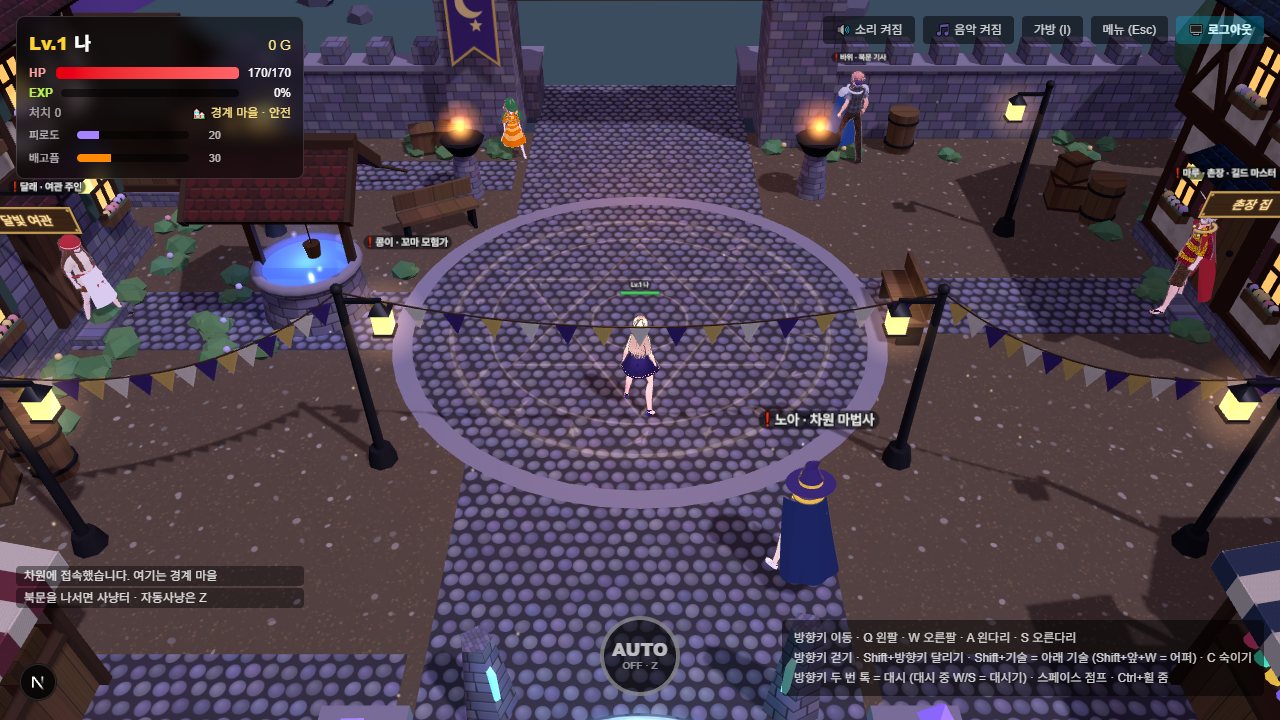 Lv.1 나
0 G
HP 170/170
EXP 0%
처치 0
경계 마을 · 안전
피로도 20
배고픔 30
소리 켜짐
음악 켜짐
가방 (I)
메뉴 (Esc)
로그아웃
! 바위 · 북문 기사
! 달래 · 여관 주인
달빛 여관
! 마루 · 촌장 · 길드 마스터
촌장 집
! 콩이 · 꼬마 모험가
Lv.1 나
! 노아 · 차원 마법사
차원에 접속했습니다. 여기는 경계 마을
북문을 나서면 사냥터 · 자동사냥은 Z
AUTO
OFF · Z
방향키 이동 · Q 왼팔 · W 오른팔 · A 왼다리 · S 오른다리
방향키 걷기 · Shift+방향키 달리기 · Shift+기술 = 아래 기술 (Shift+앞+W = 어퍼) · C 숙이기
방향키 두 번 톡 = 대시 (대시 중 W/S = 대시기) · 스페이스 점프 · Ctrl+휠 줌
N